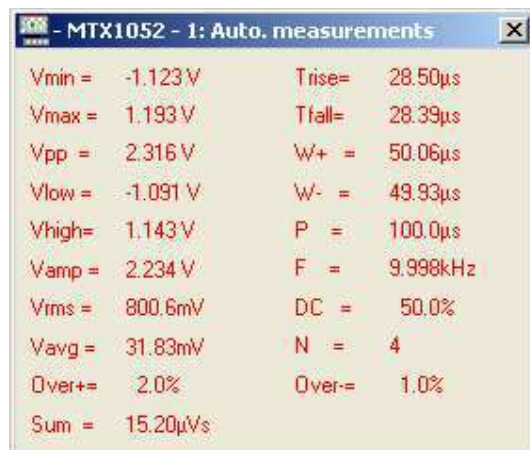 - MTX1052 - 1: Auto. measurements
Vmin = -1.123 V Trise= 28.50µs
Vmax = 1.193 V Tfall= 28.39µs
Vpp = 2.316 V W+ = 50.06µs
Vlow = -1.091 V W- = 49.93µs
Vhigh= 1.143 V P = 100.0µs
Vamp = 2.234 V F = 9.998kHz
Vrms = 800.6mV DC = 50.0%
Vavg = 31.83mV N = 4
Over+= 2.0% Over-= 1.0%
Sum = 15.20µVs